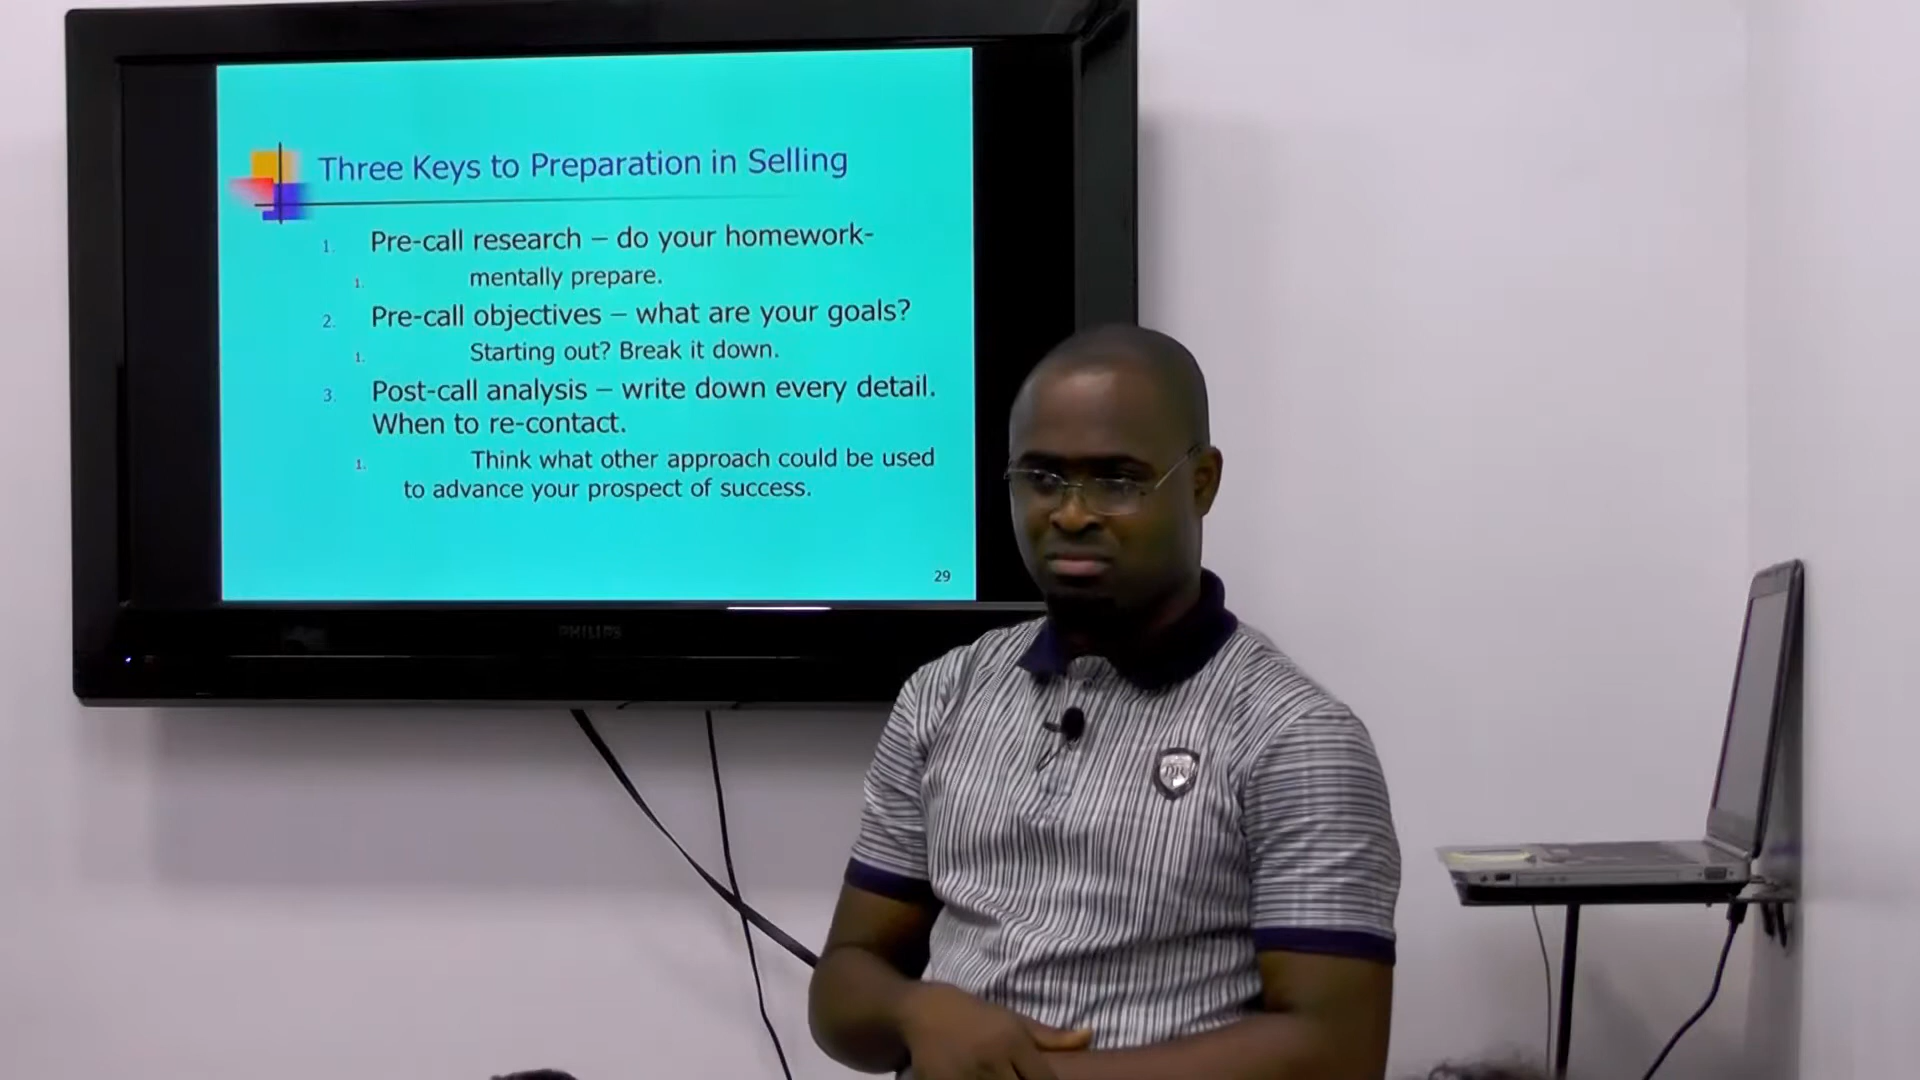 Three Keys to Preparation in Selling
1. Pre-call research – do your homework-
1. mentally prepare.
2. Pre-call objectives – what are your goals?
1. Starting out? Break it down.
3. Post-call analysis – write down every detail.
When to re-contact.
1. Think what other approach could be used
to advance your prospect of success.
29
PHILIPS